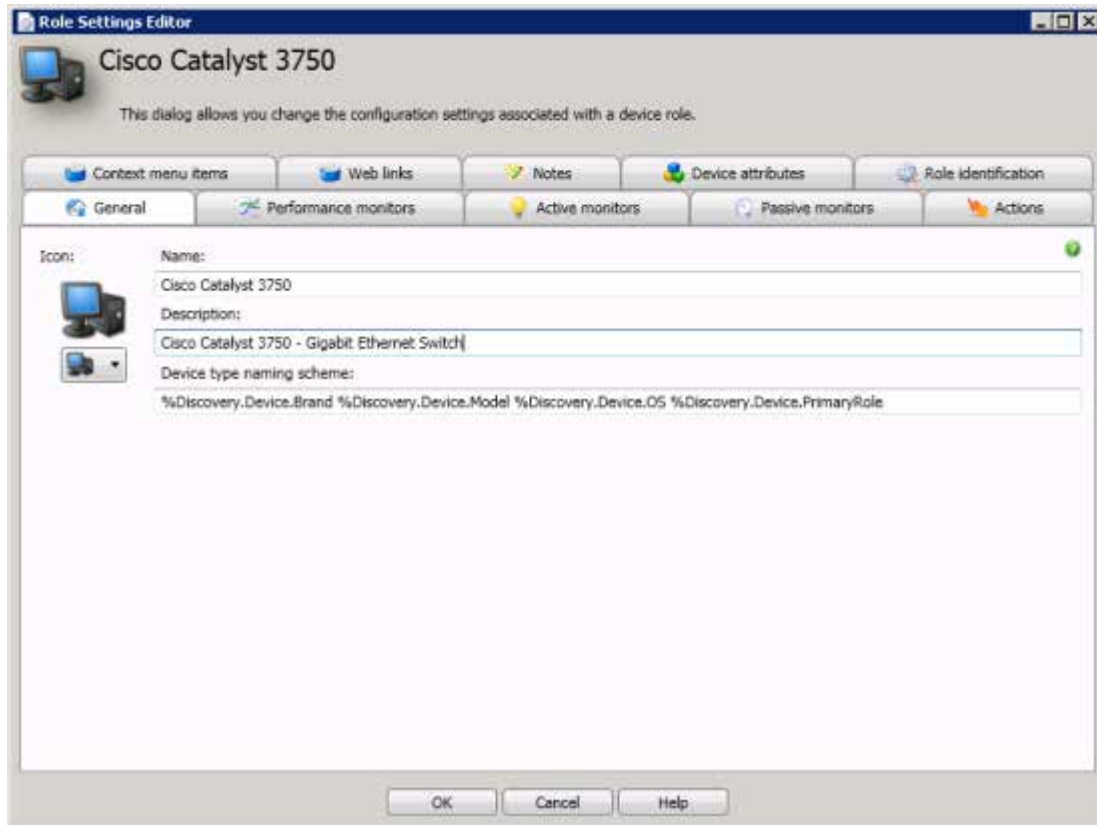 Role Settings Editor
Cisco Catalyst 3750
This dialog allows you change the configuration settings associated with a device role.
Context menu items
Web links
Notes
Device attributes
Role identification
General
Performance monitors
Active monitors
Passive monitors
Actions
Icon:
Name:
Cisco Catalyst 3750
Description:
Cisco Catalyst 3750 - Gigabit Ethernet Switch
Device type naming scheme:
%Discovery.Device.Brand %Discovery.Device.Model %Discovery.Device.OS %Discovery.Device.PrimaryRole
OK
Cancel
Help